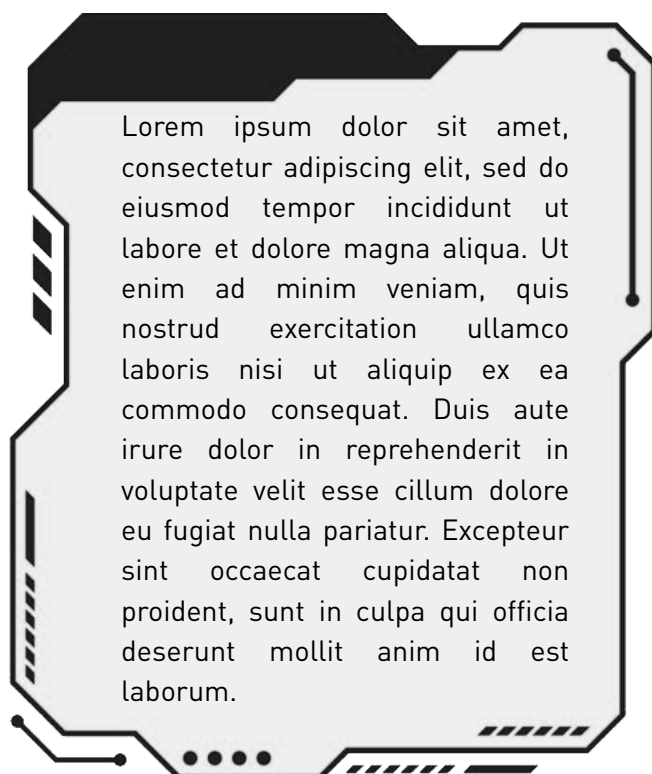 Lorem ipsum dolor sit amet,
consectetur adipiscing elit, sed do
eiusmod tempor incididunt ut
labore et dolore magna aliqua. Ut
enim ad minim veniam, quis
nostrud exercitation ullamco
laboris nisi ut aliquip ex ea
commodo consequat. Duis aute
irure dolor in reprehenderit in
voluptate velit esse cillum dolore
eu fugiat nulla pariatur. Excepteur
sint occaecat cupidatat non
proident, sunt in culpa qui officia
deserunt mollit anim id est
laborum.